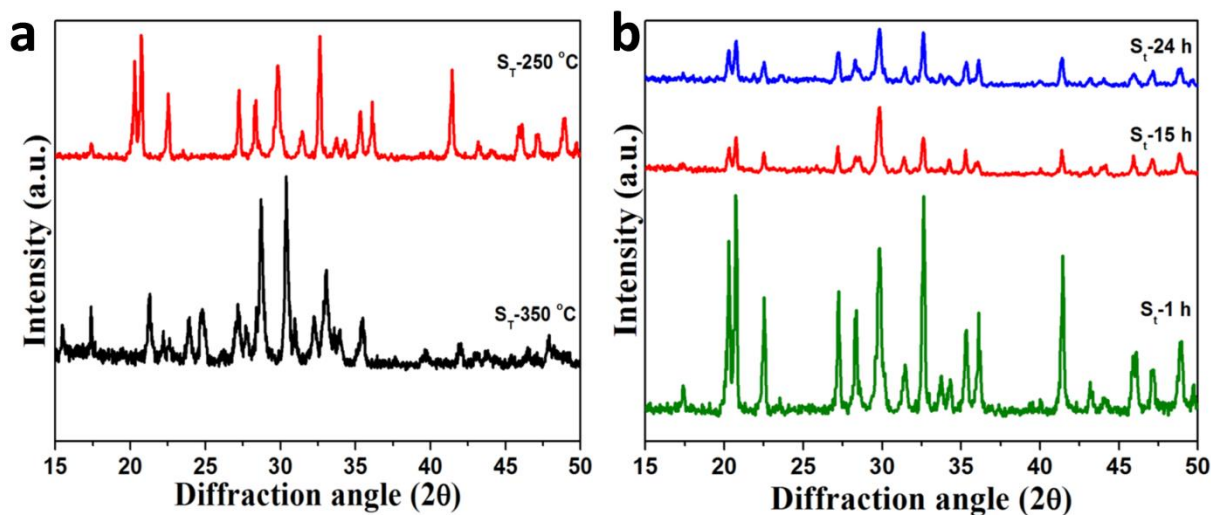 a
S_T-250 °C
S_T-350 °C
Intensity (a.u.)
15 20 25 30 35 40 45 50
Diffraction angle (2θ)
b
S_t-24 h
S_t-15 h
S_t-1 h
Intensity (a.u.)
15 20 25 30 35 40 45 50
Diffraction angle (2θ)